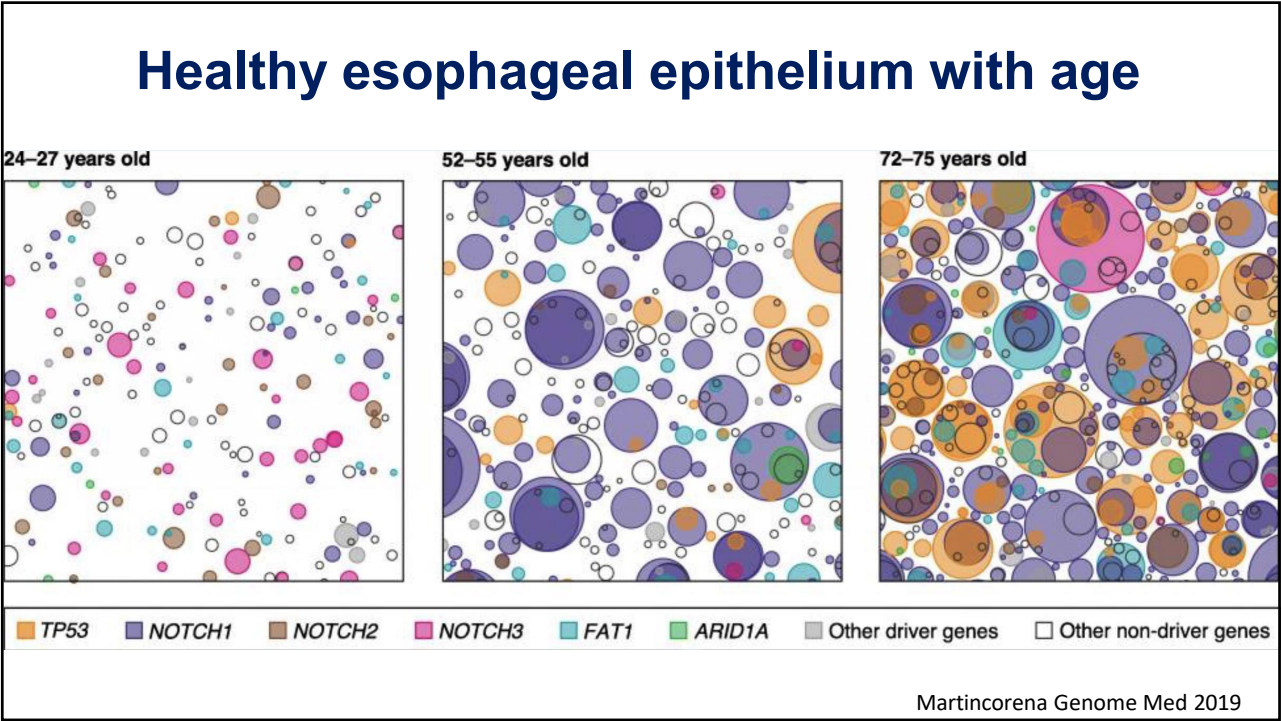 Healthy esophageal epithelium with age
24–27 years old
52–55 years old
72–75 years old
TP53 NOTCH1 NOTCH2 NOTCH3 FAT1 ARID1A Other driver genes Other non-driver genes
Martincorena Genome Med 2019